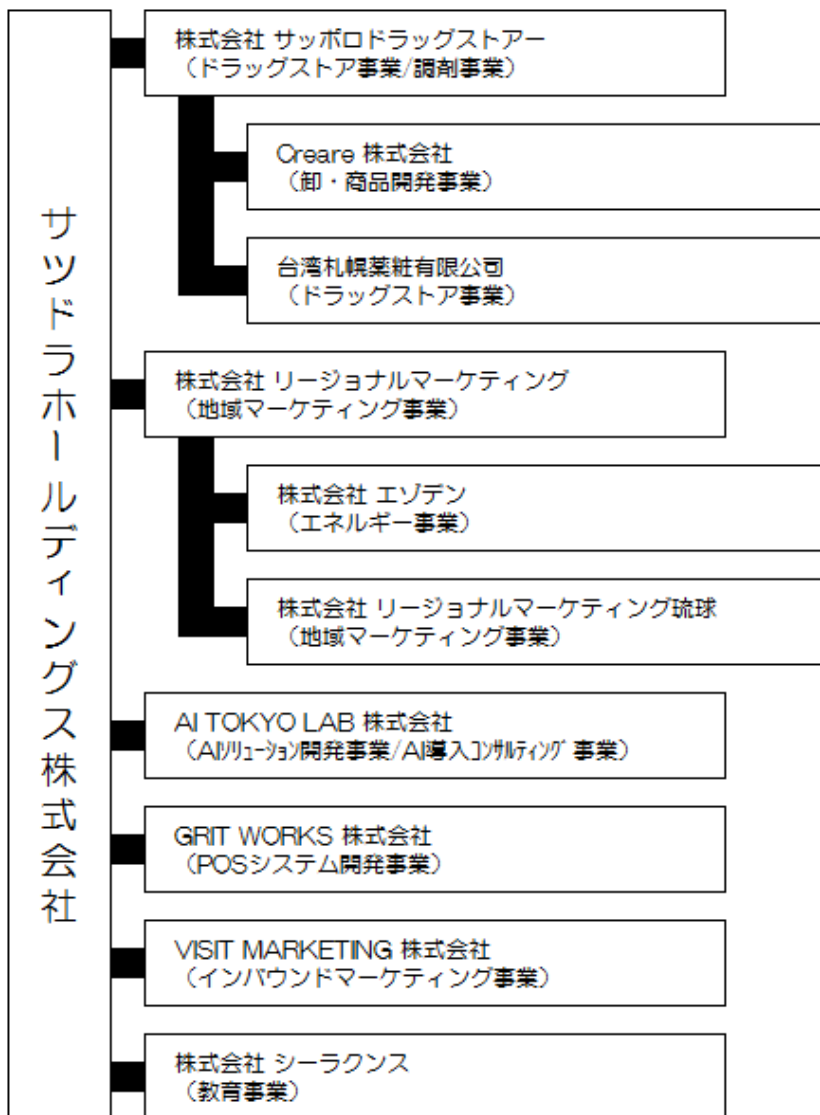 サツドラホールディングス株式会社
株式会社 サッポロドラッグストアー
（ドラッグストア事業/調剤事業）
Creare 株式会社
（卸・商品開発事業）
台湾札幌薬粧有限公司
（ドラッグストア事業）
株式会社 リージョナルマーケティング
（地域マーケティング事業）
株式会社 エゾデン
（エネルギー事業）
株式会社 リージョナルマーケティング琉球
（地域マーケティング事業）
AI TOKYO LAB 株式会社
（AIｿﾘｭｰｼｮﾝ開発事業/AI導入ｺﾝｻﾙﾃｨﾝｸﾞ事業）
GRIT WORKS 株式会社
（POSシステム開発事業）
VISIT MARKETING 株式会社
（インバウンドマーケティング事業）
株式会社 シーラクンス
（教育事業）